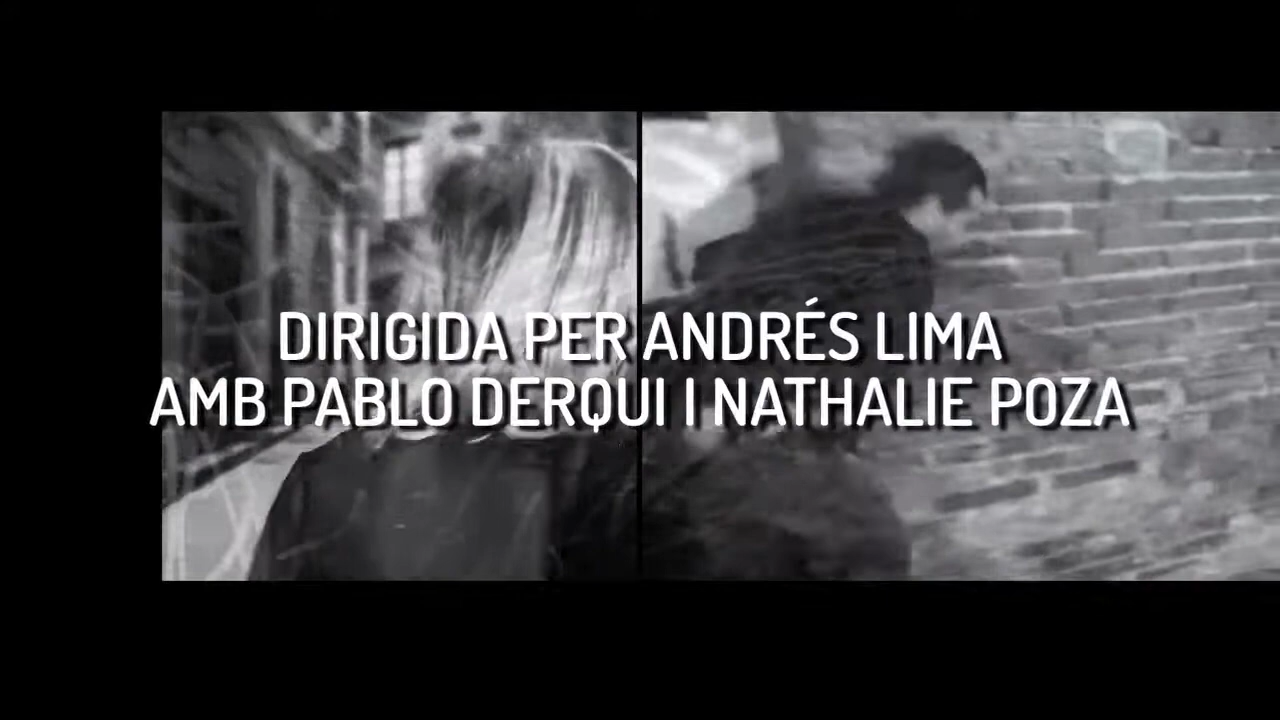 DIRIGIDA PER ANDRÉS LIMA
AMB PABLO DERQUI I NATHALIE POZA